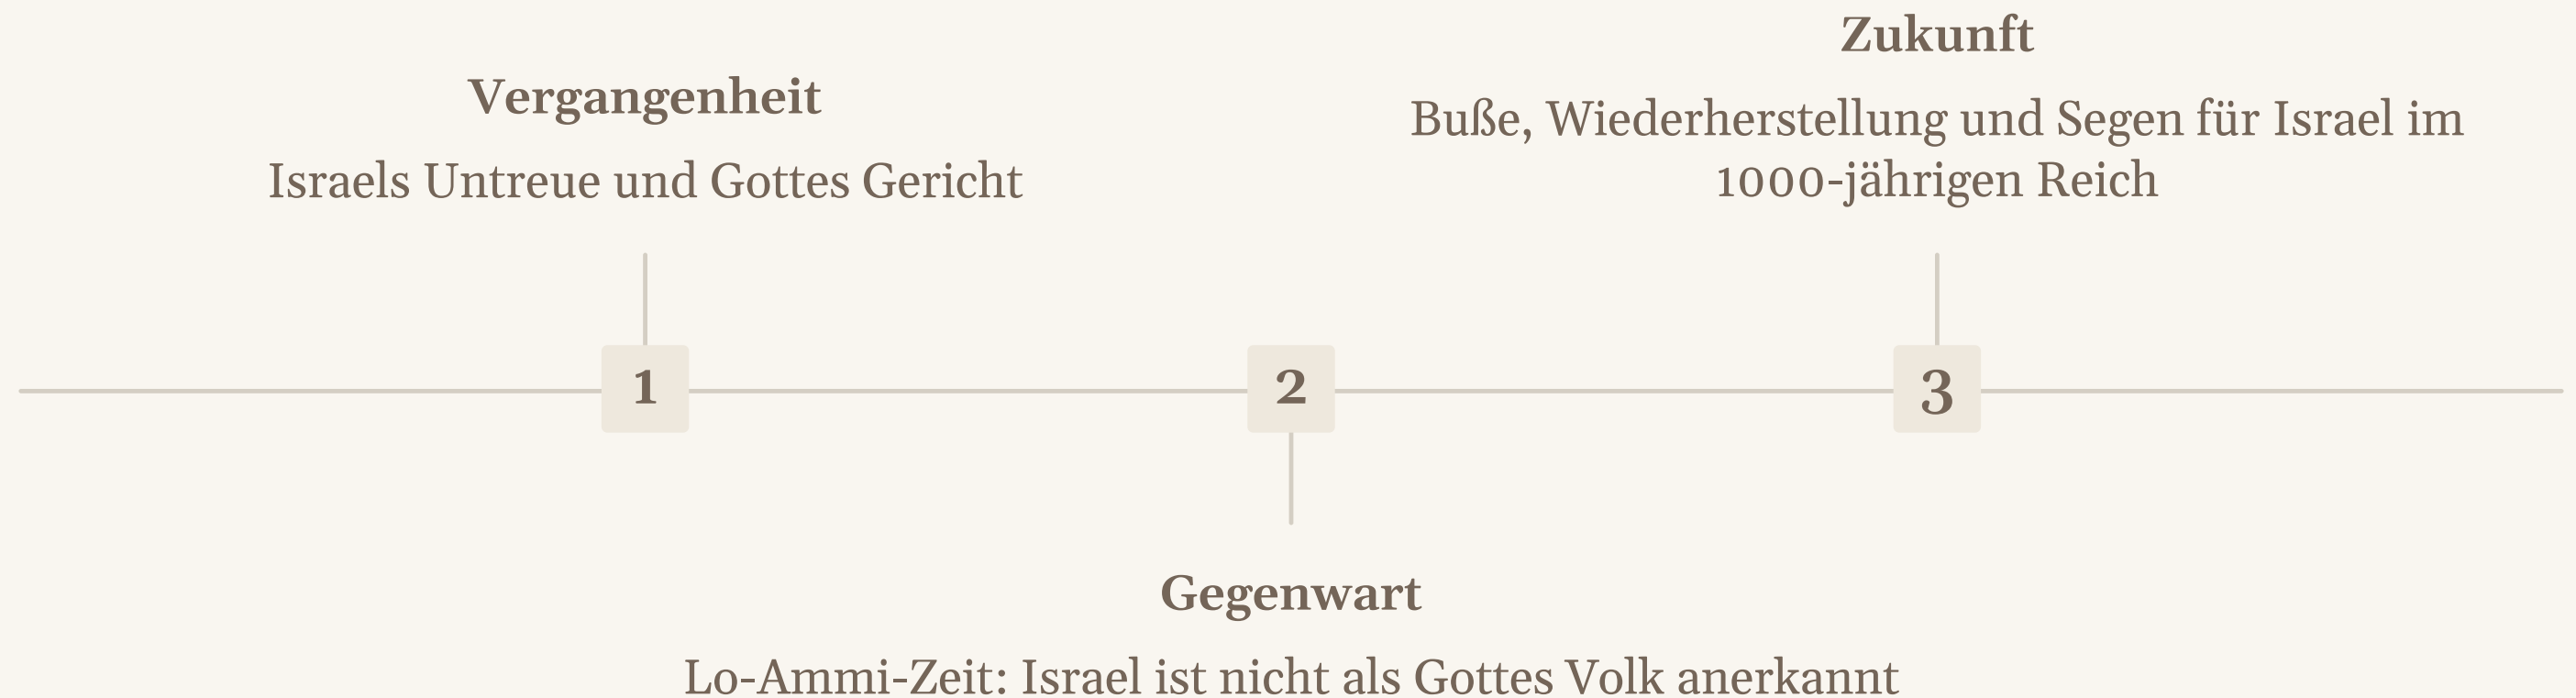 Vergangenheit
Israels Untreue und Gottes Gericht
Zukunft
Buße, Wiederherstellung und Segen für Israel im
1000-jährigen Reich
1
2
3
Gegenwart
Lo-Ammi-Zeit: Israel ist nicht als Gottes Volk anerkannt